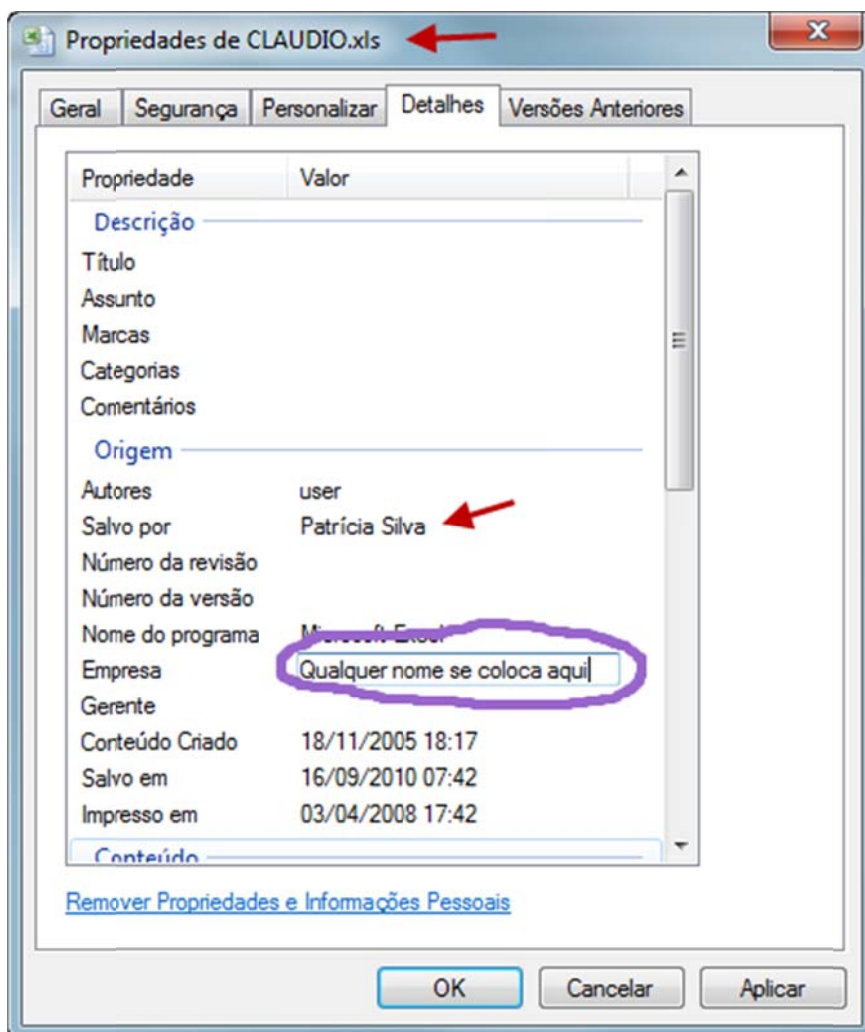 Propriedades de CLAUDIO.xls
Geral Segurança Personalizar Detalhes Versões Anteriores
Propriedade Valor
Descrição
Título
Assunto
Marcas
Categorias
Comentários
Origem
Autores user
Salvo por Patrícia Silva
Número da revisão
Número da versão
Nome do programa Microsoft Excel
Empresa Qualquer nome se coloca aqui
Gerente
Conteúdo Criado 18/11/2005 18:17
Salvo em 16/09/2010 07:42
Impresso em 03/04/2008 17:42
Conteúdo
Remover Propriedades e Informações Pessoais
OK Cancelar Aplicar